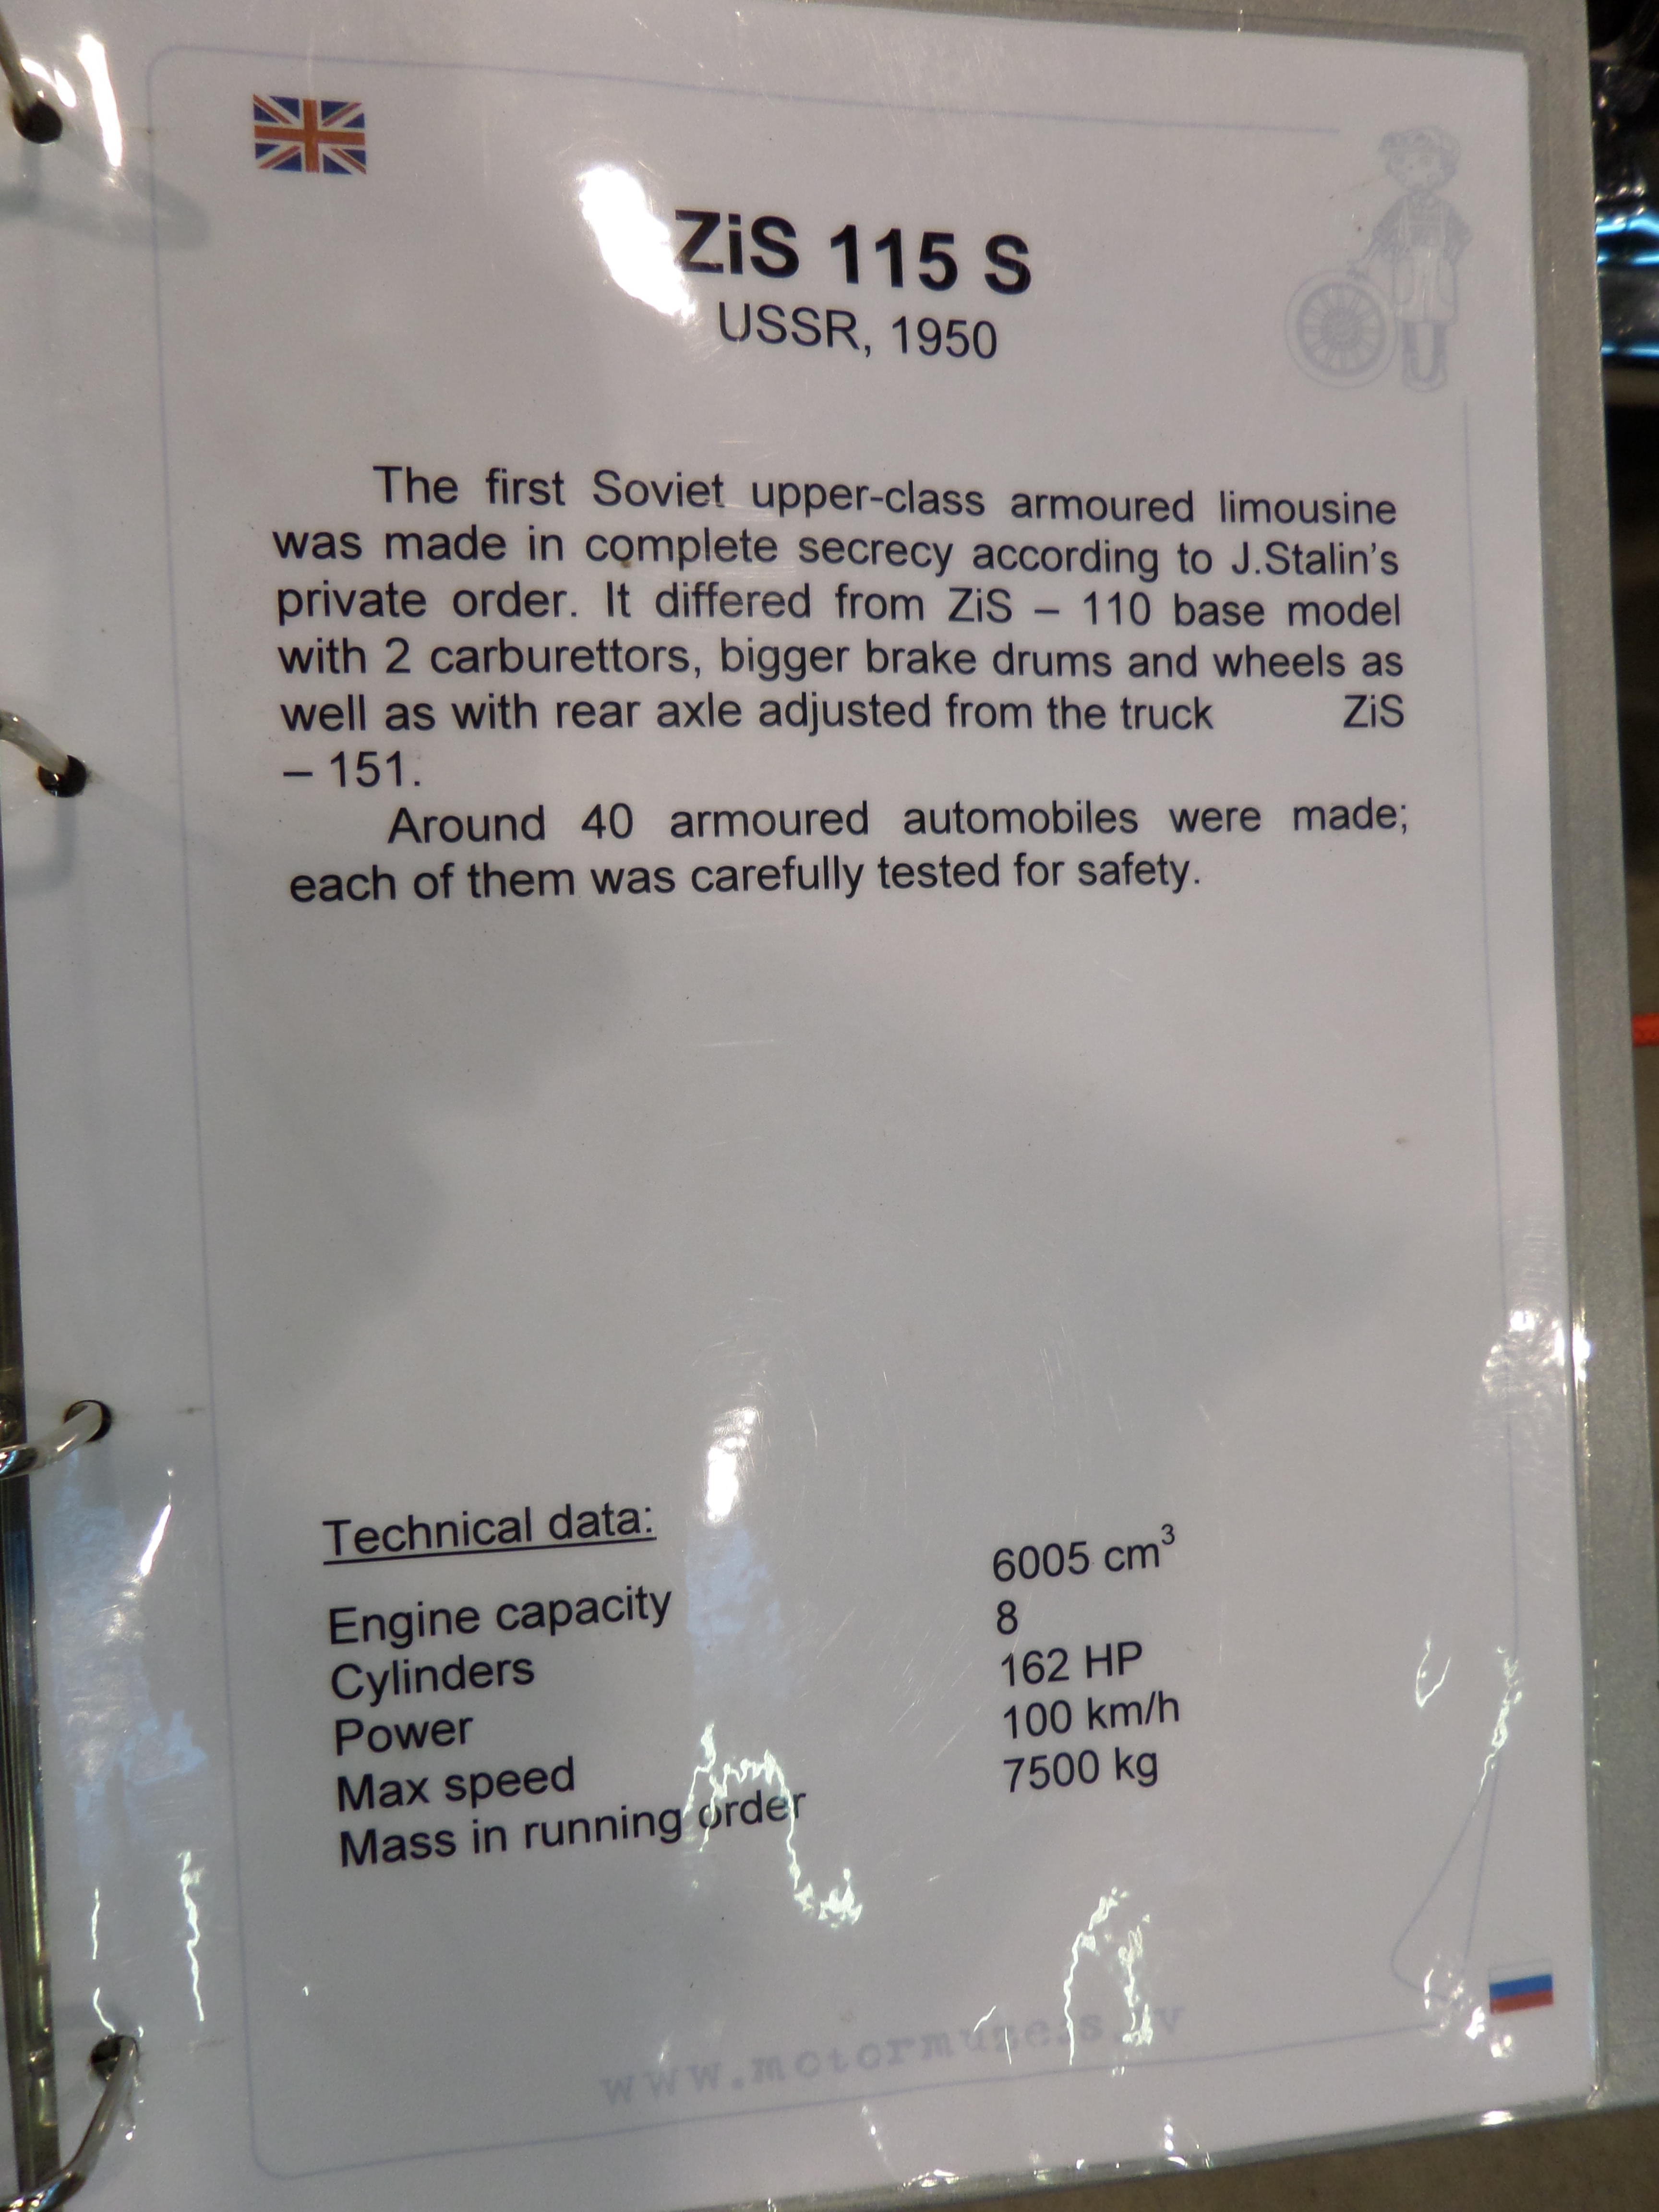 ZiS 115 S
USSR, 1950
The first Soviet upper-class armoured limousine
was made in complete secrecy according to J.Stalin's
private order. It differed from ZiS – 110 base model
with 2 carburettors, bigger brake drums and wheels as
well as with rear axle adjusted from the truck ZiS
– 151.
Around 40 armoured automobiles were made;
each of them was carefully tested for safety.
Technical data:
Engine capacity 6005 cm³
Cylinders 8
Power 162 HP
Max speed 100 km/h
Mass in running order 7500 kg
www.motormuzejs.lv